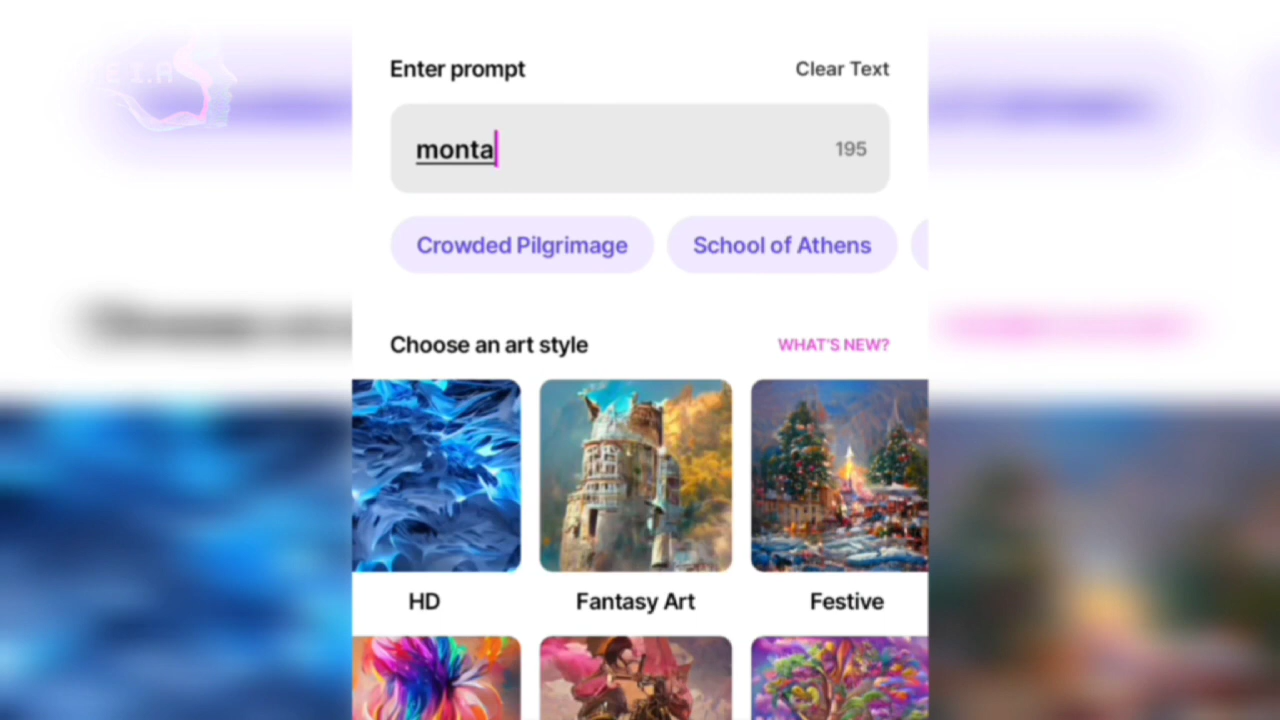 E I.A
Enter prompt
Clear Text
monta
195
Crowded Pilgrimage
School of Athens
Choose an art style
WHAT'S NEW?
HD
Fantasy Art
Festive